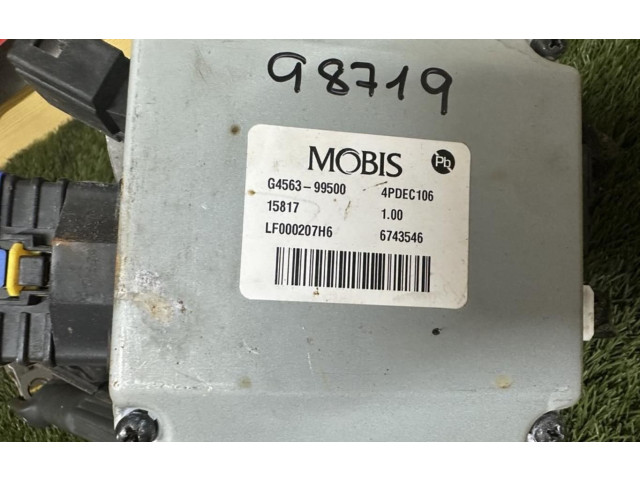 98719
MOBIS Pb
G4563-99500 4PDEC106
15817 1.00
LF000207H6 6743546